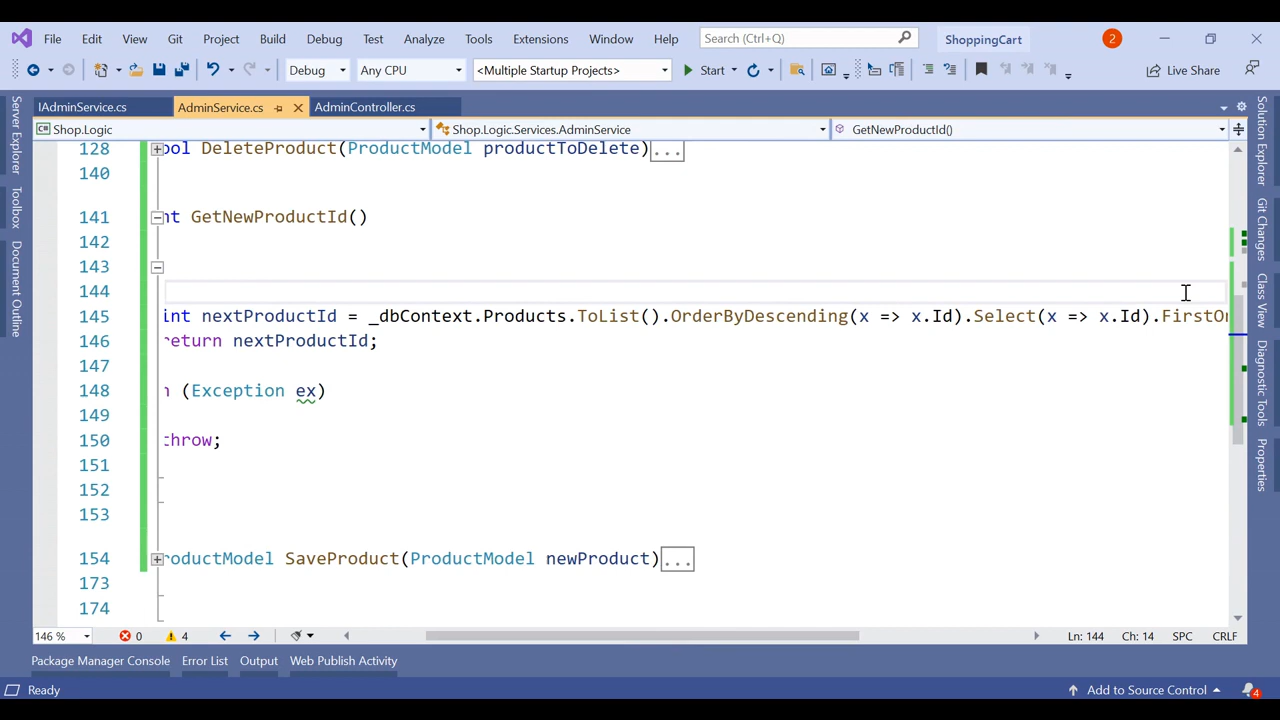 File Edit View Git Project Build Debug Test Analyze Tools Extensions Window Help Search (Ctrl+Q) ShoppingCart 2
Debug Any CPU <Multiple Startup Projects> Start Live Share
IAdminService.cs AdminService.cs AdminController.cs
Shop.Logic Shop.Logic.Services.AdminService GetNewProductId()
128 ool DeleteProduct(ProductModel productToDelete)...
140
141 nt GetNewProductId()
142
143
144
145 int nextProductId = _dbContext.Products.ToList().OrderByDescending(x => x.Id).Select(x => x.Id).FirstOr
146 return nextProductId;
147
148 h (Exception ex)
149
150 throw;
151
152
153
154 roductModel SaveProduct(ProductModel newProduct)...
173
174
146 % 0 4 Ln: 144 Ch: 14 SPC CRLF
Package Manager Console Error List Output Web Publish Activity
Ready Add to Source Control 4
Server Explorer
Toolbox
Document Outline
Solution Explorer
Git Changes
Class View
Diagnostic Tools
Properties